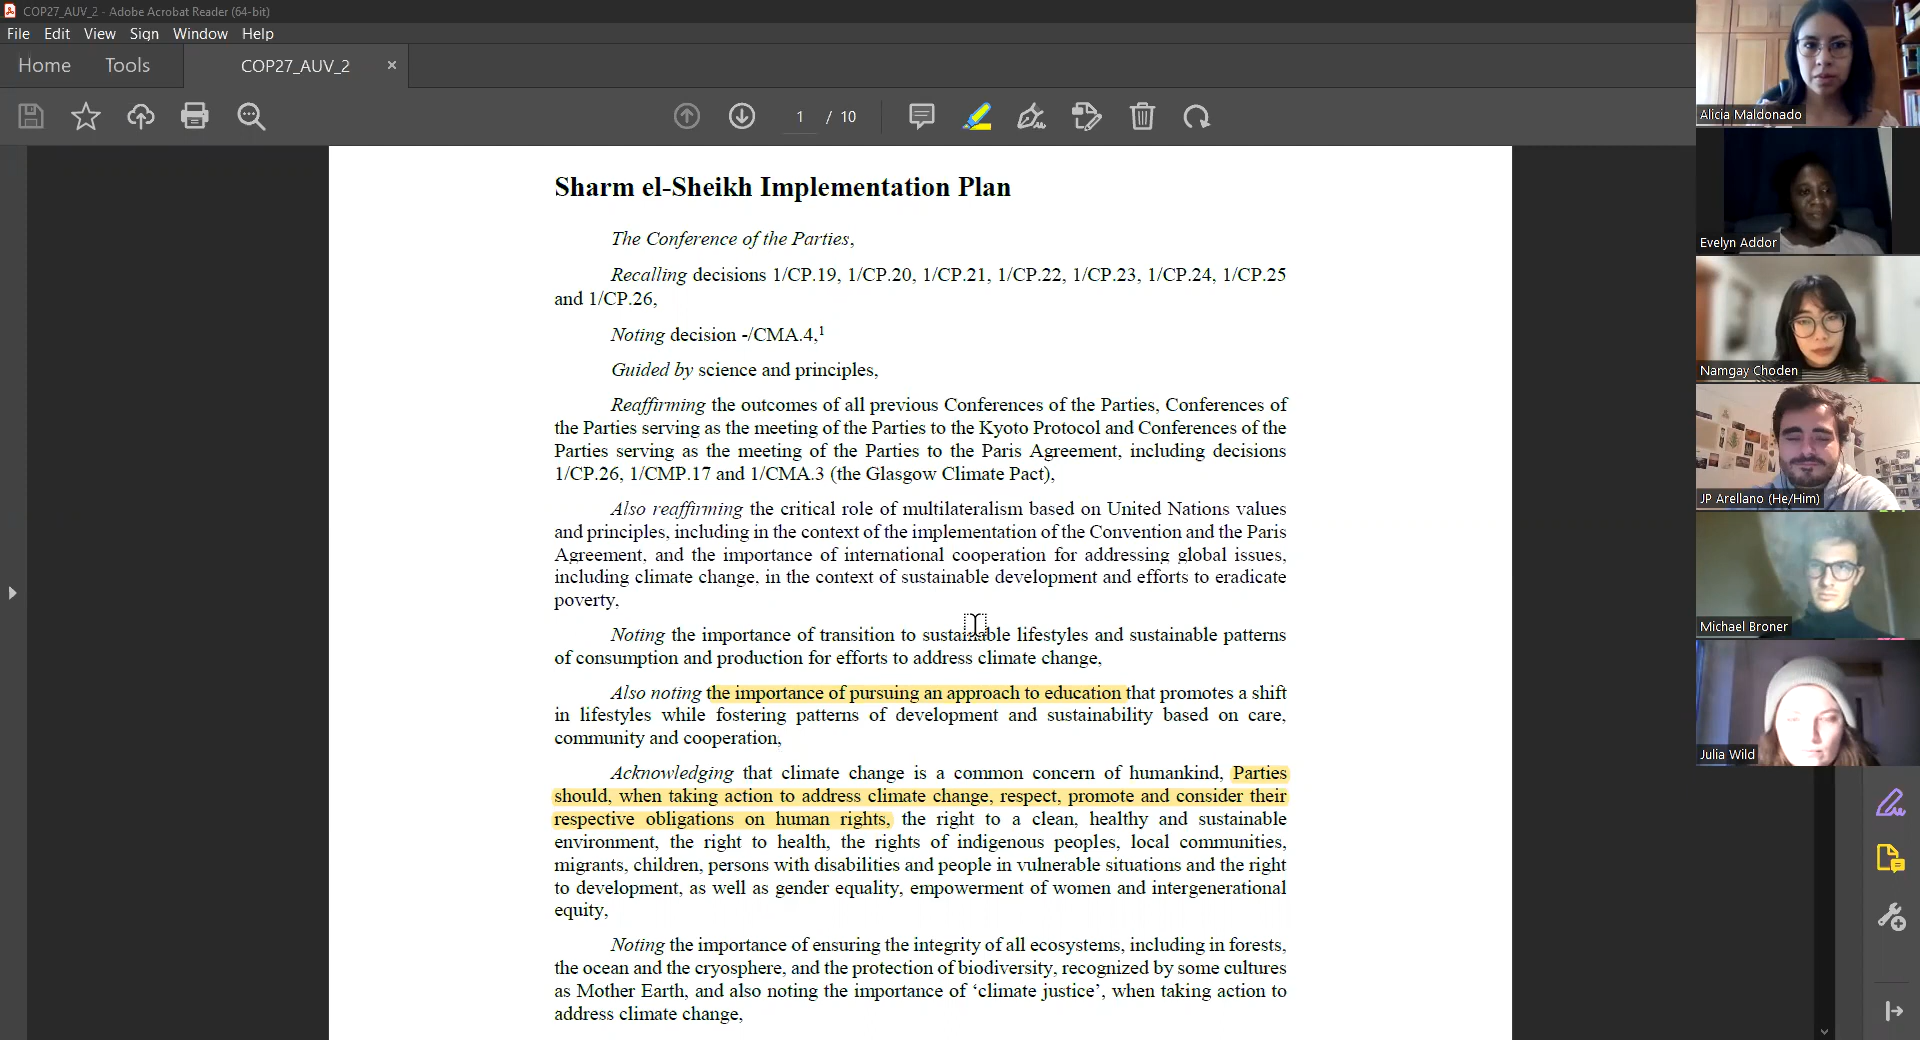 COP27_AUV_2 - Adobe Acrobat Reader (64-bit)
File Edit View Sign Window Help
Home Tools COP27_AUV_2 ×
1 / 10
Sharm el-Sheikh Implementation Plan
The Conference of the Parties,
Recalling decisions 1/CP.19, 1/CP.20, 1/CP.21, 1/CP.22, 1/CP.23, 1/CP.24, 1/CP.25
and 1/CP.26,
Noting decision -/CMA.4,¹
Guided by science and principles,
Reaffirming the outcomes of all previous Conferences of the Parties, Conferences of
the Parties serving as the meeting of the Parties to the Kyoto Protocol and Conferences of the
Parties serving as the meeting of the Parties to the Paris Agreement, including decisions
1/CP.26, 1/CMP.17 and 1/CMA.3 (the Glasgow Climate Pact),
Also reaffirming the critical role of multilateralism based on United Nations values
and principles, including in the context of the implementation of the Convention and the Paris
Agreement, and the importance of international cooperation for addressing global issues,
including climate change, in the context of sustainable development and efforts to eradicate
poverty,
Noting the importance of transition to sustainable lifestyles and sustainable patterns
of consumption and production for efforts to address climate change,
Also noting the importance of pursuing an approach to education that promotes a shift
in lifestyles while fostering patterns of development and sustainability based on care,
community and cooperation,
Acknowledging that climate change is a common concern of humankind, Parties
should, when taking action to address climate change, respect, promote and consider their
respective obligations on human rights, the right to a clean, healthy and sustainable
environment, the right to health, the rights of indigenous peoples, local communities,
migrants, children, persons with disabilities and people in vulnerable situations and the right
to development, as well as gender equality, empowerment of women and intergenerational
equity,
Noting the importance of ensuring the integrity of all ecosystems, including in forests,
the ocean and the cryosphere, and the protection of biodiversity, recognized by some cultures
as Mother Earth, and also noting the importance of ‘climate justice’, when taking action to
address climate change,
Alicia Maldonado
Evelyn Addor
Namgay Choden
JP Arellano (He/Him)
Michael Broner
Julia Wild